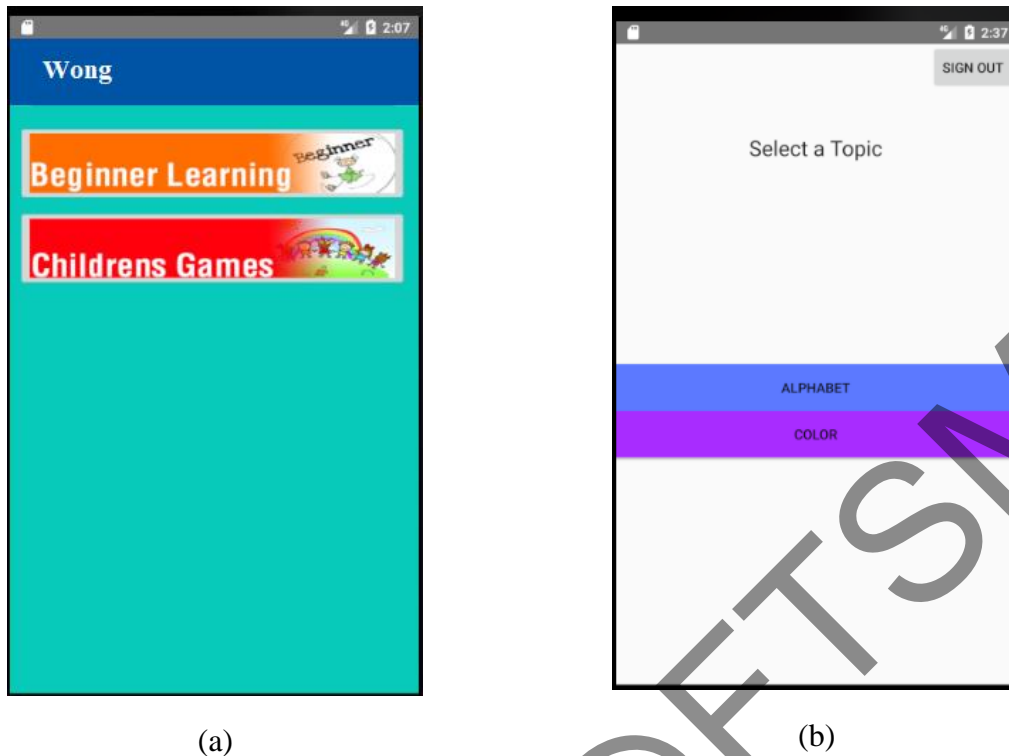 2:07
Wong
Beginner Learning
Beginner
Childrens Games
(a)
2:37
SIGN OUT
Select a Topic
ALPHABET
COLOR
(b)